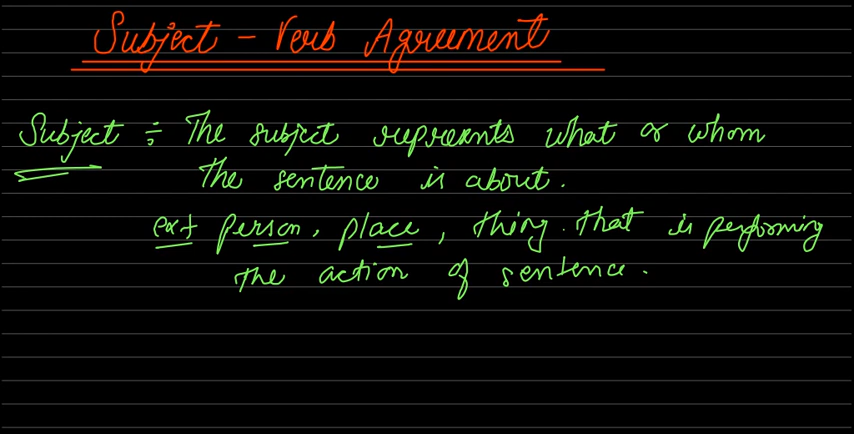 Subject - Verb Agreement
Subject ÷ The subject represents what or whom
the sentence is about.
ex÷ person, place, thing. that is performing
the action of sentence.